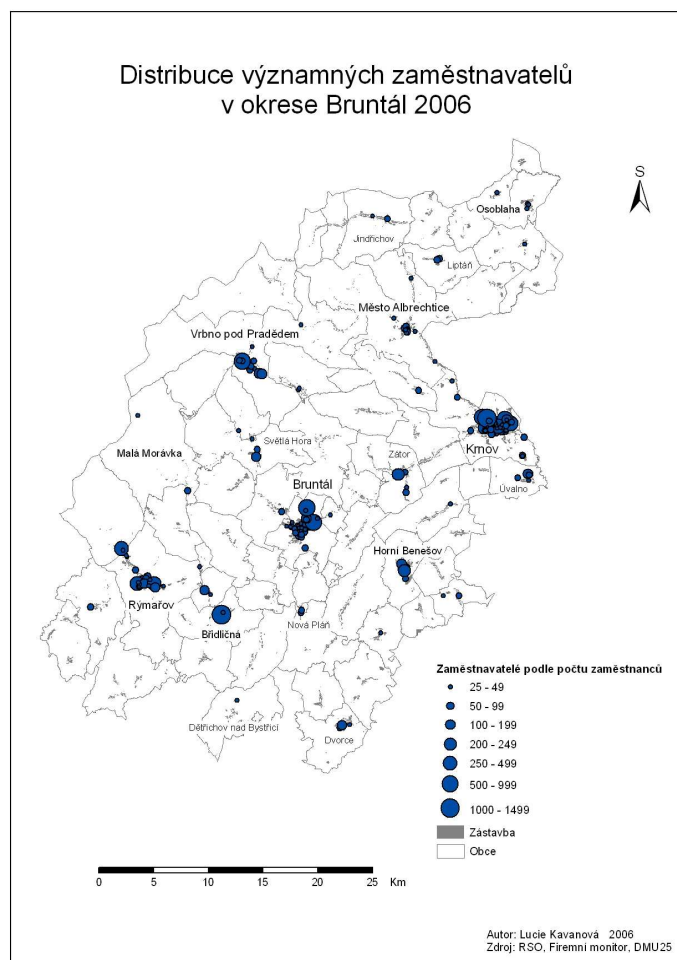 Distribuce významných zaměstnavatelů
v okrese Bruntál 2006
S
Osoblaha
Jindřichov
Liptáň
Město Albrechtice
Vrbno pod Pradědem
Světlá Hora
Malá Morávka
Zátor
Krnov
Úvalno
Bruntál
Horní Benešov
Rýmařov
Břidličná
Nová Pláň
Dětřichov nad Bystřicí
Dvorce
Zaměstnavatelé podle počtu zaměstnanců
25 - 49
50 - 99
100 - 199
200 - 249
250 - 499
500 - 999
1000 - 1499
Zástavba
Obce
0 5 10 15 20 25 Km
Autor: Lucie Kavanová 2006
Zdroj: RSO, Firemní monitor, DMU25